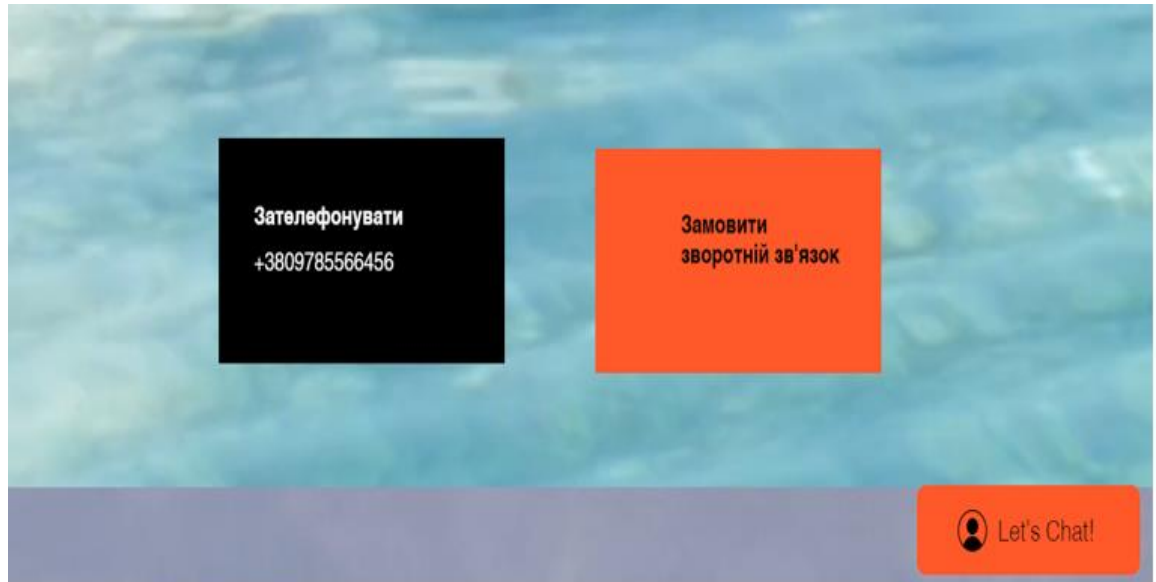 Зателефонувати
+3809785566456
Замовити
зворотній зв'язок
Let's Chat!